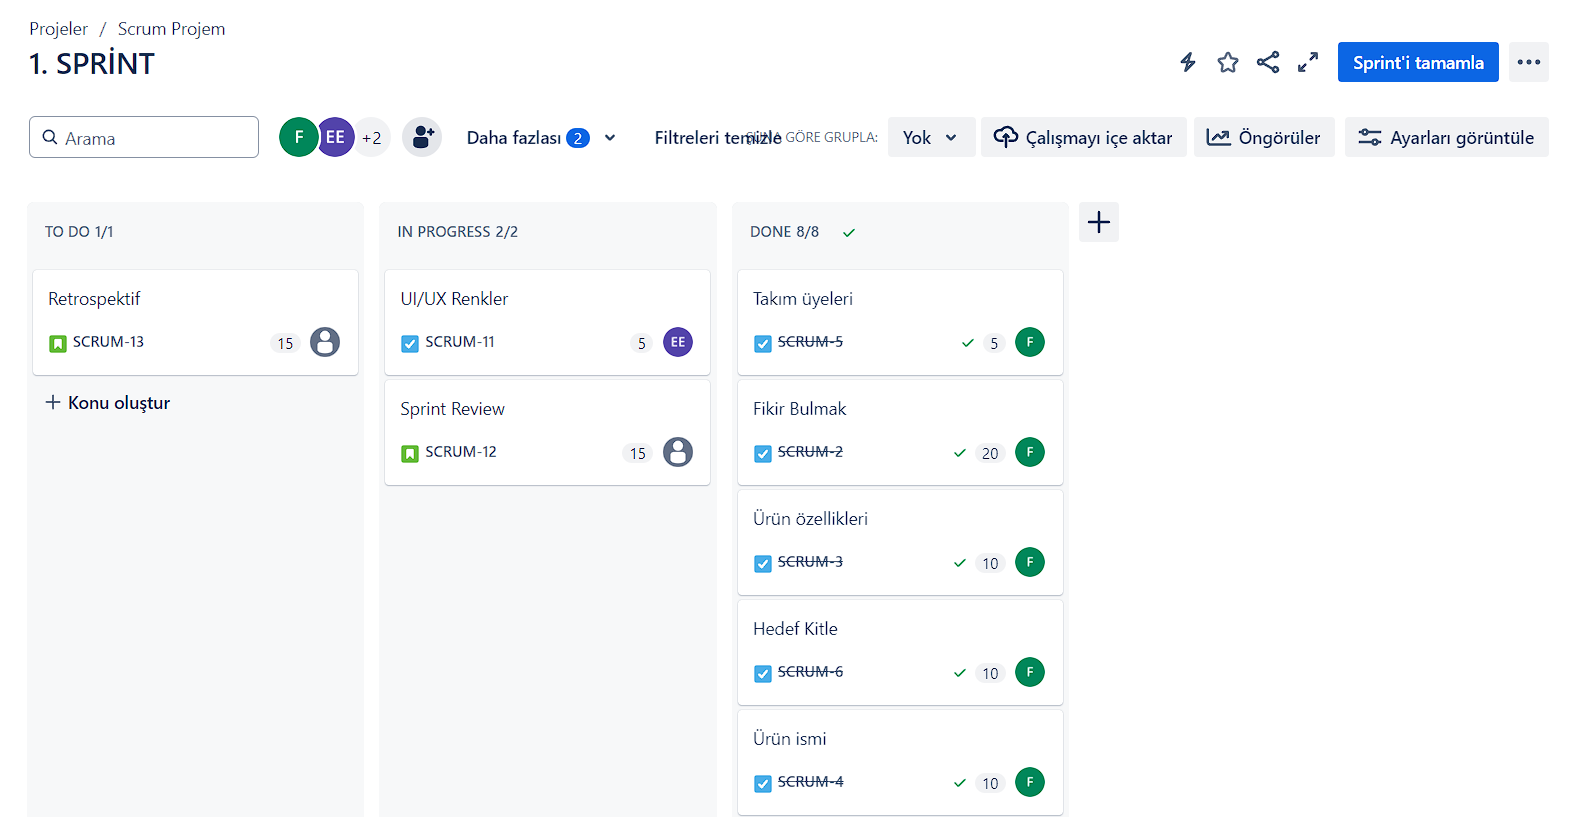 Projeler / Scrum Projem
1. SPRİNT
Sprint'i tamamla
Arama
F
EE
+2
Daha fazlası 2
Filtreleri temizle
GÖRE GRUPLA:
Yok
Çalışmayı içe aktar
Öngörüler
Ayarları görüntüle
TO DO 1/1
Retrospektif
SCRUM-13 15
Konu oluştur
IN PROGRESS 2/2
UI/UX Renkler
SCRUM-11 5 EE
Sprint Review
SCRUM-12 15
DONE 8/8
Takım üyeleri
SCRUM-5 5 F
Fikir Bulmak
SCRUM-2 20 F
Ürün özellikleri
SCRUM-3 10 F
Hedef Kitle
SCRUM-6 10 F
Ürün ismi
SCRUM-4 10 F